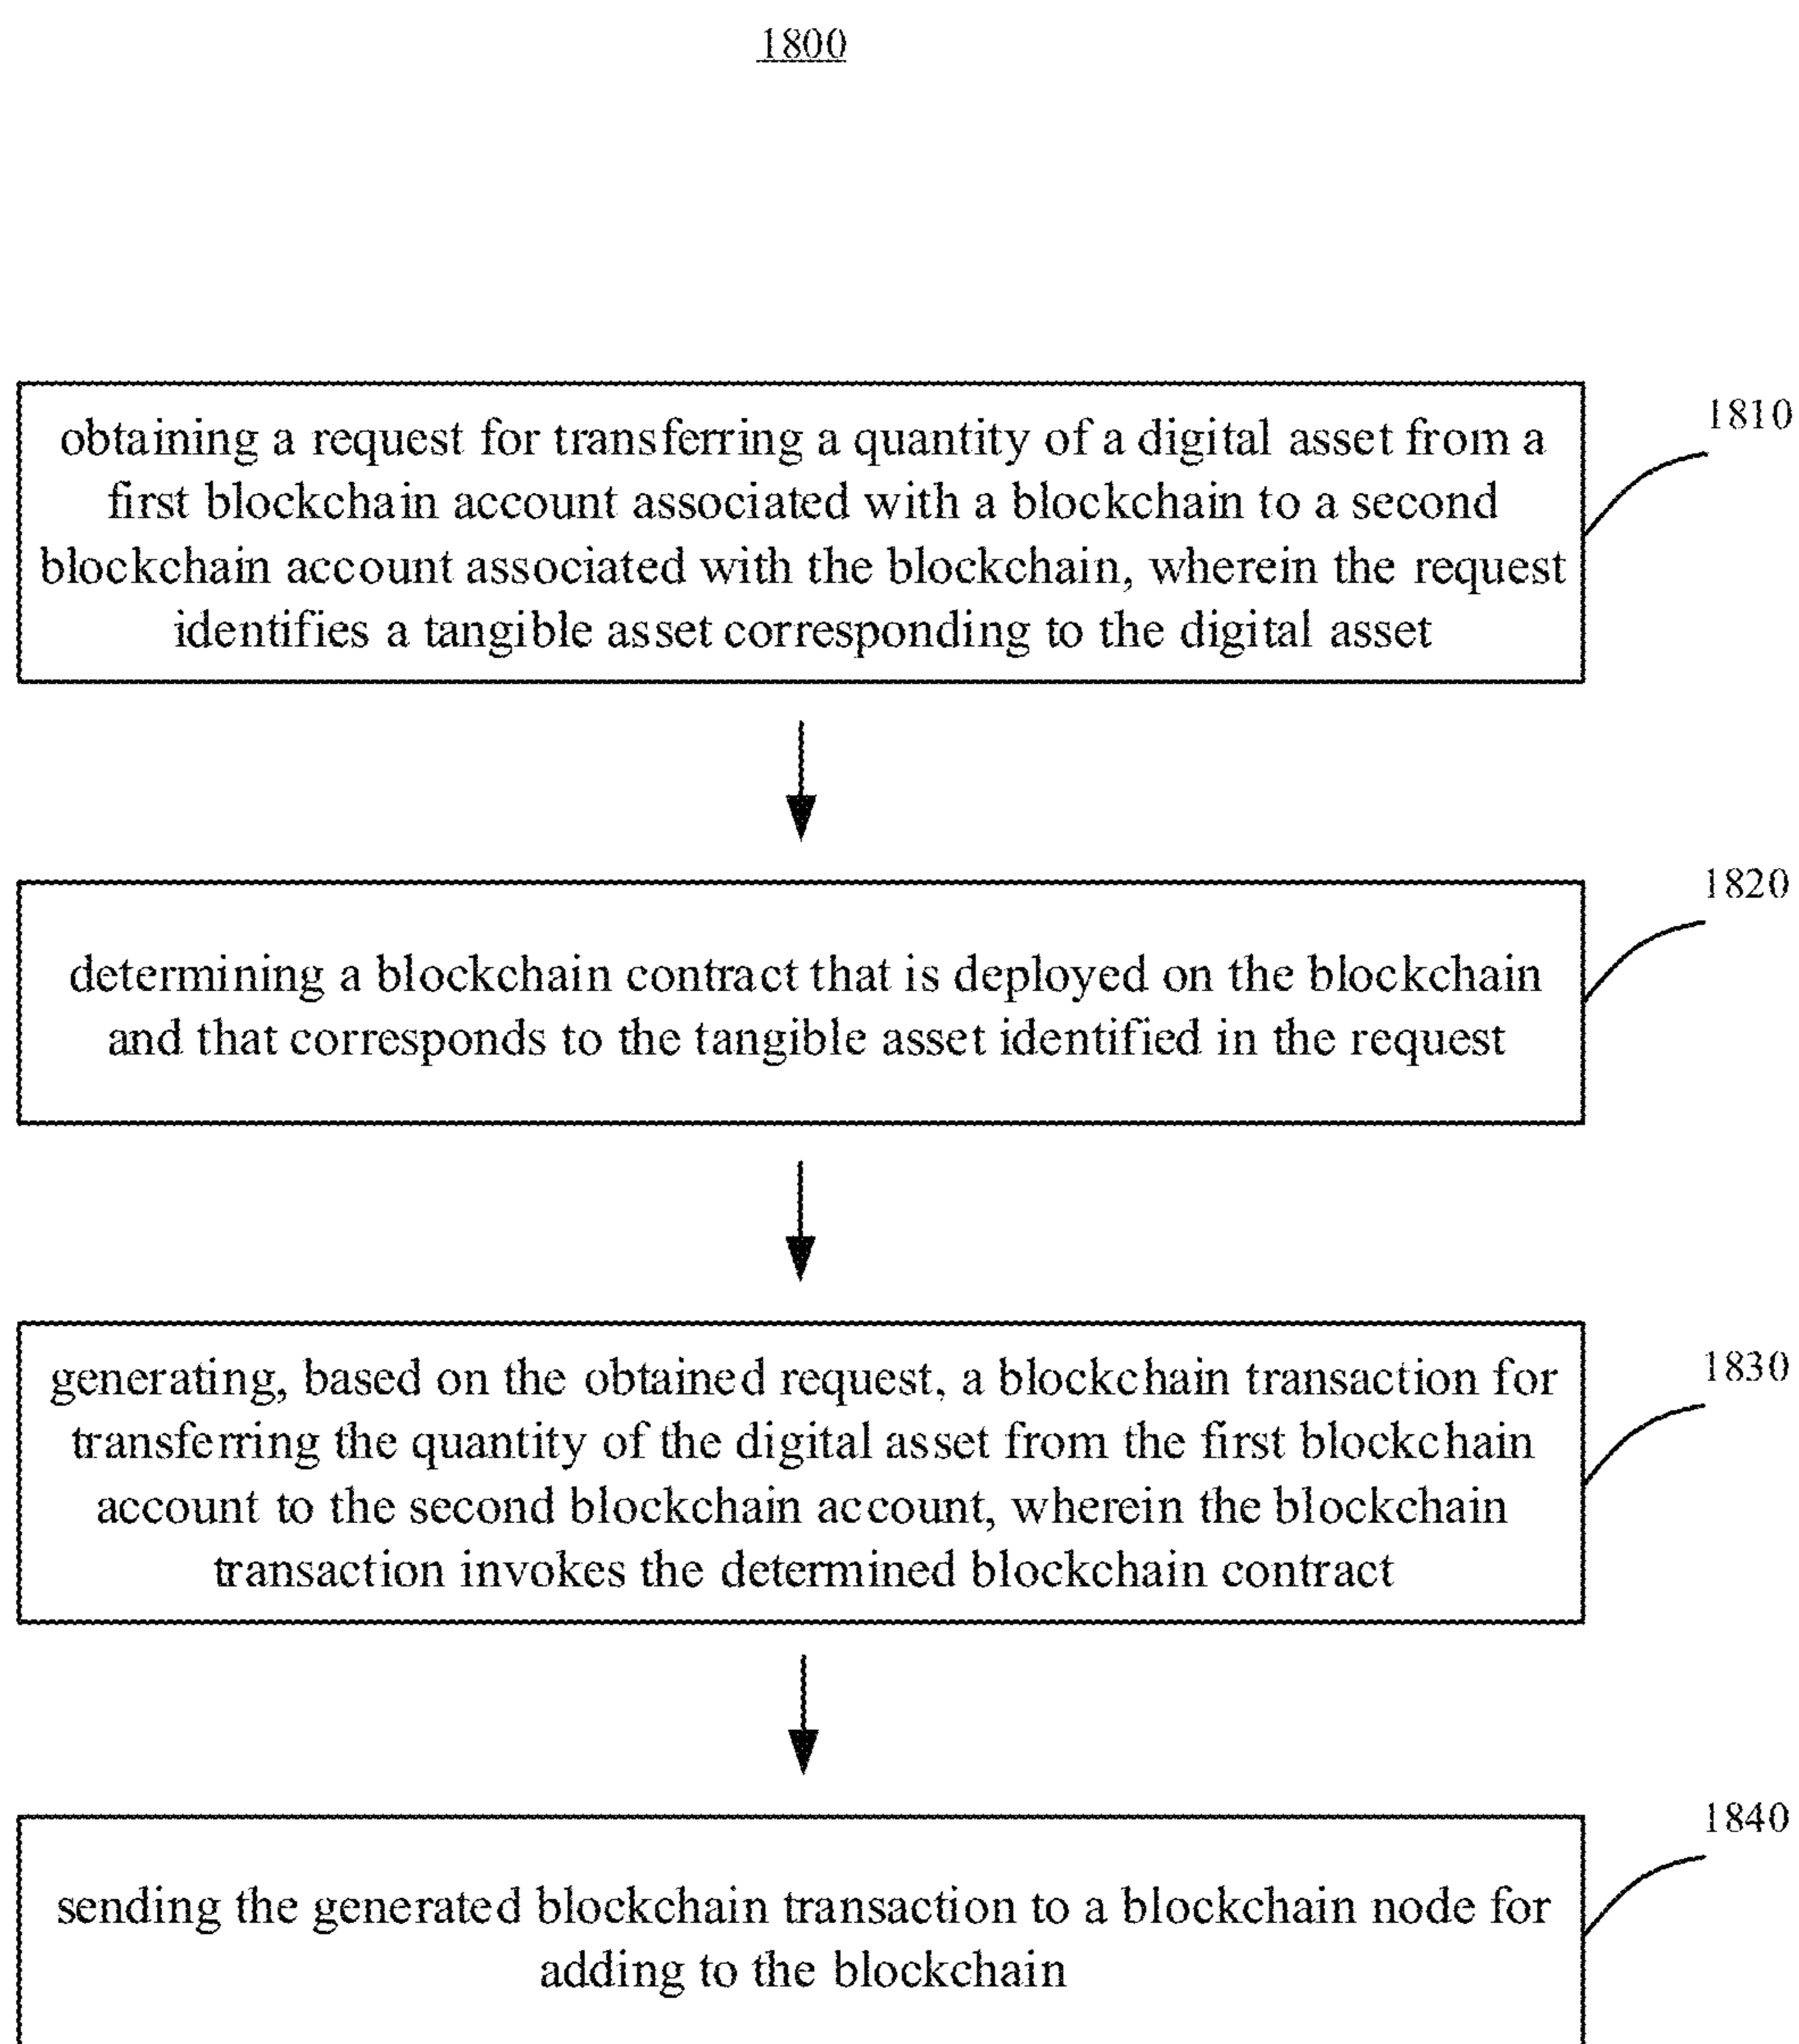 1800
obtaining a request for transferring a quantity of a digital asset from a
first blockchain account associated with a blockchain to a second
blockchain account associated with the blockchain, wherein the request
identifies a tangible asset corresponding to the digital asset
1810
determining a blockchain contract that is deployed on the blockchain
and that corresponds to the tangible asset identified in the request
1820
generating, based on the obtained request, a blockchain transaction for
transferring the quantity of the digital asset from the first blockchain
account to the second blockchain account, wherein the blockchain
transaction invokes the determined blockchain contract
1830
sending the generated blockchain transaction to a blockchain node for
adding to the blockchain
1840